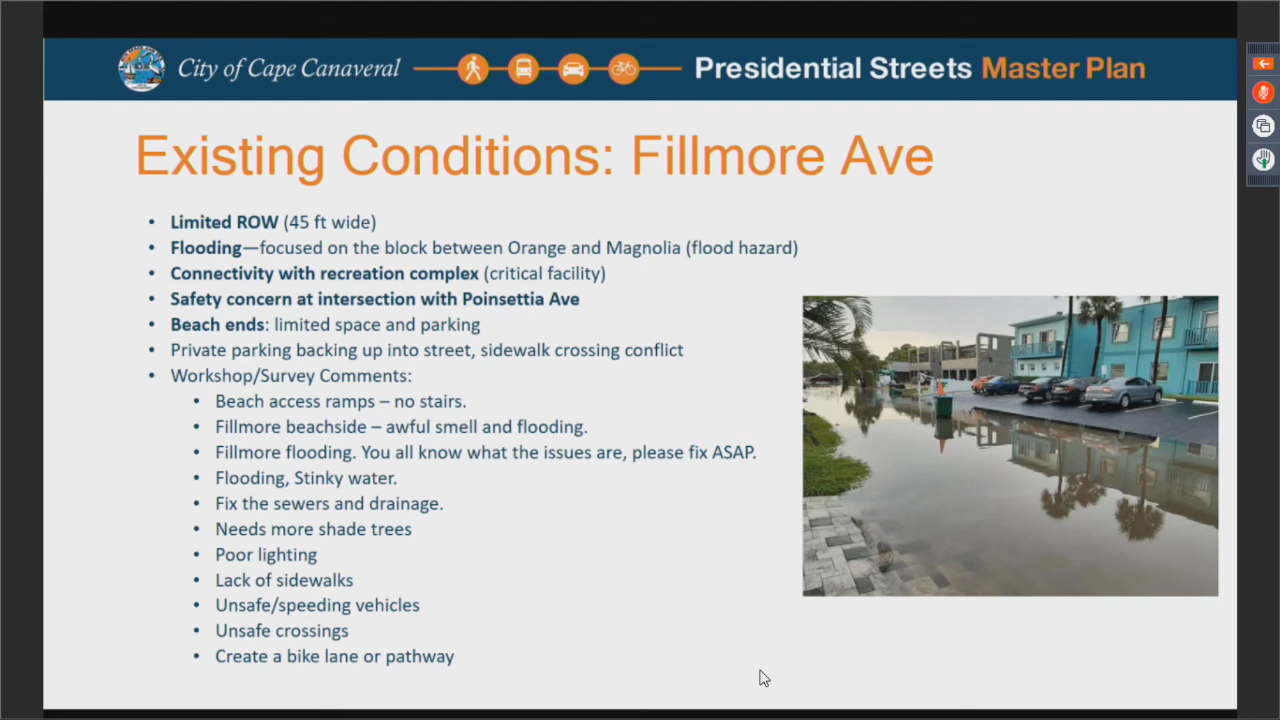 City of Cape Canaveral
Presidential Streets Master Plan
Existing Conditions: Fillmore Ave
• Limited ROW (45 ft wide)
• Flooding—focused on the block between Orange and Magnolia (flood hazard)
• Connectivity with recreation complex (critical facility)
• Safety concern at intersection with Poinsettia Ave
• Beach ends: limited space and parking
• Private parking backing up into street, sidewalk crossing conflict
• Workshop/Survey Comments:
• Beach access ramps – no stairs.
• Fillmore beachside – awful smell and flooding.
• Fillmore flooding. You all know what the issues are, please fix ASAP.
• Flooding, Stinky water.
• Fix the sewers and drainage.
• Needs more shade trees
• Poor lighting
• Lack of sidewalks
• Unsafe/speeding vehicles
• Unsafe crossings
• Create a bike lane or pathway